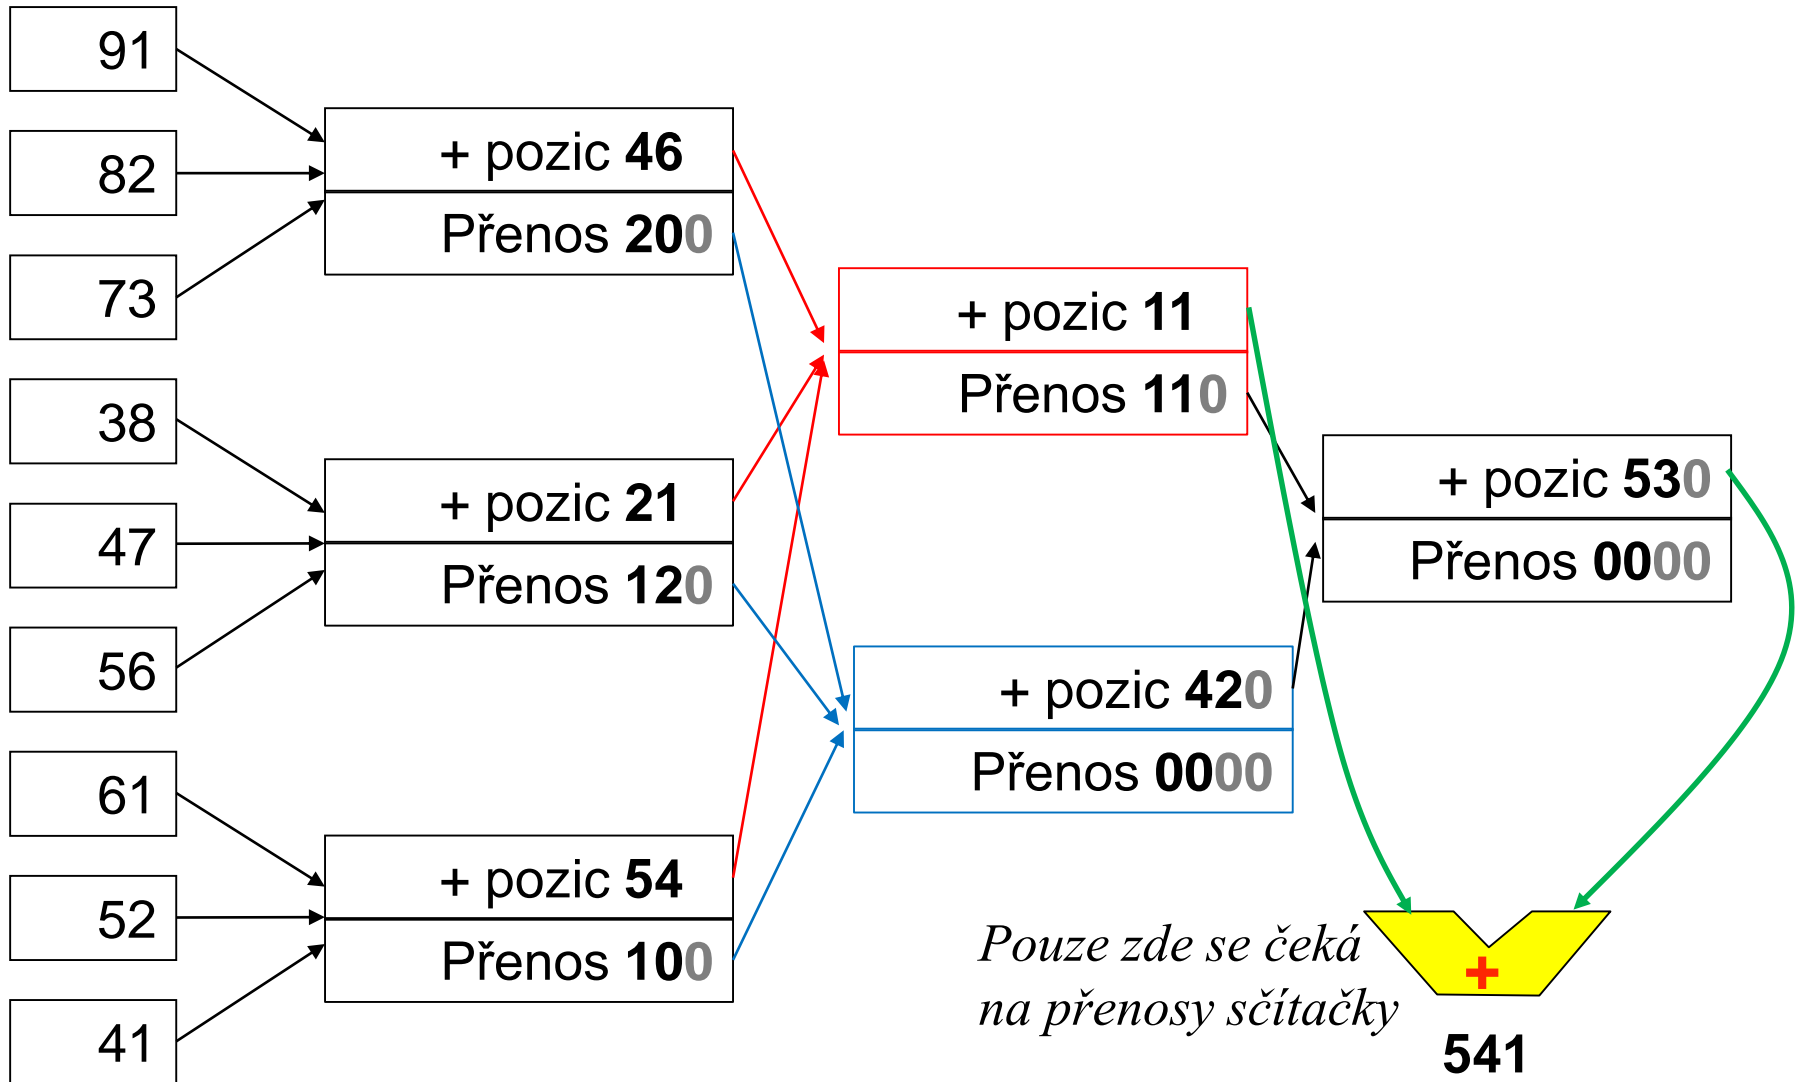 91
82
73
38
47
56
61
52
41
+ pozic 46
Přenos 200
+ pozic 21
Přenos 120
+ pozic 54
Přenos 100
+ pozic 11
Přenos 110
+ pozic 420
Přenos 0000
+ pozic 530
Přenos 0000
Pouze zde se čeká
na přenosy sčítačky
+
541